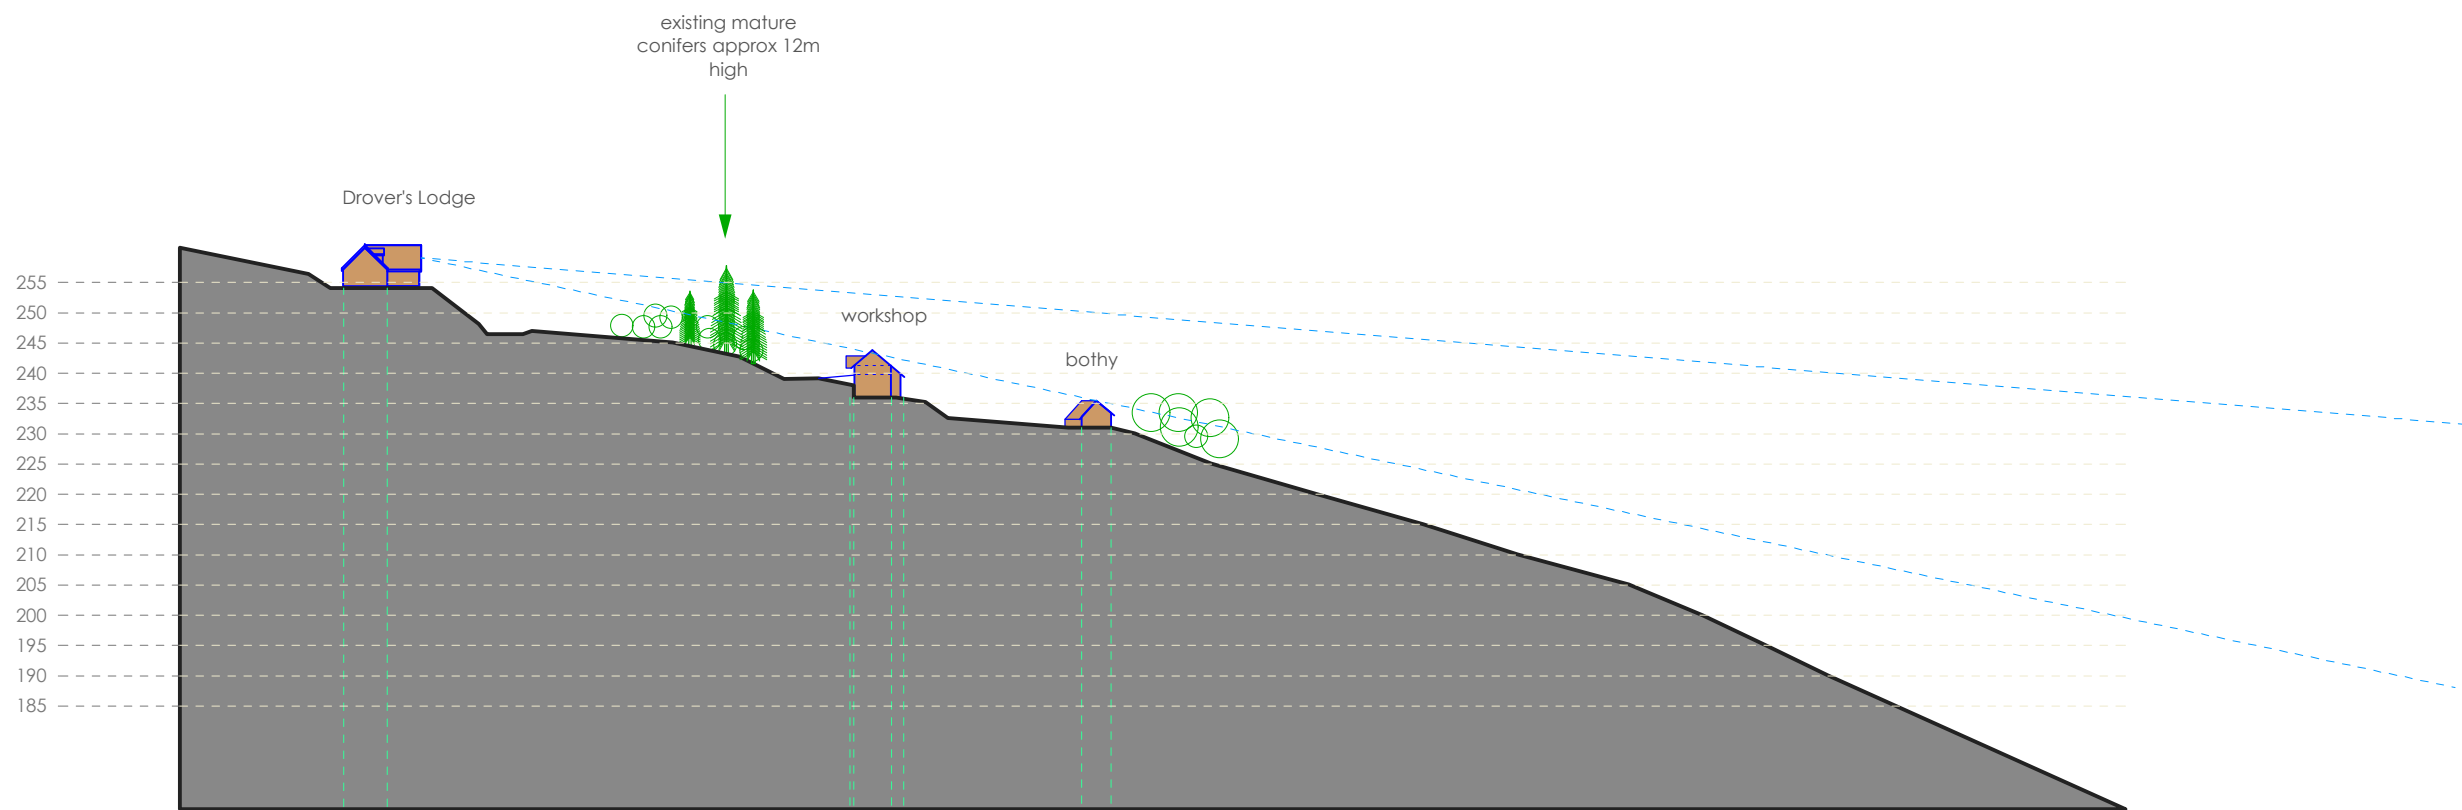 existing mature
conifers approx 12m
high
Drover's Lodge
workshop
bothy
255
250
245
240
235
230
225
220
215
210
205
200
195
190
185